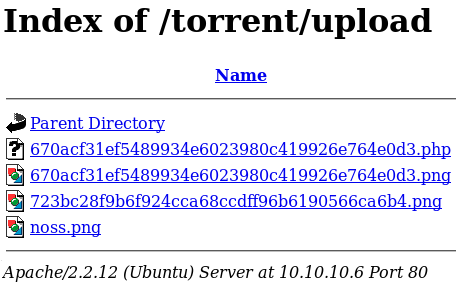 Index of /torrent/upload
Name
Parent Directory
670acf31ef5489934e6023980c419926e764e0d3.php
670acf31ef5489934e6023980c419926e764e0d3.png
723bc28f9b6f924cca68ccdff96b6190566ca6b4.png
noss.png
Apache/2.2.12 (Ubuntu) Server at 10.10.10.6 Port 80